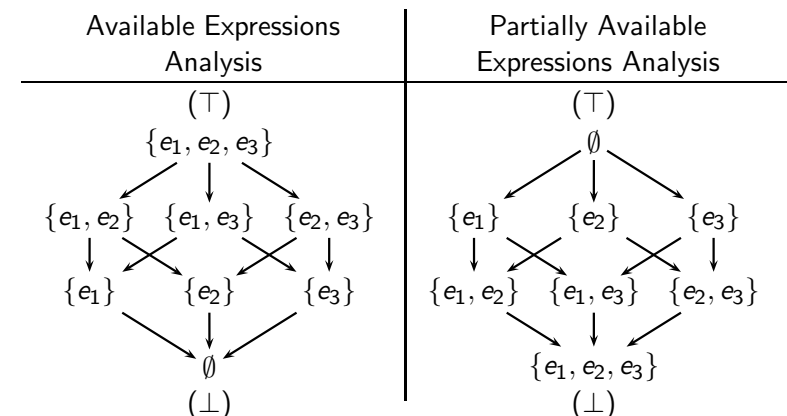 Available Expressions
Analysis
(⊤)
{e₁, e₂, e₃}
{e₁, e₂} {e₁, e₃} {e₂, e₃}
{e₁} {e₂} {e₃}
∅
(⊥)
Partially Available
Expressions Analysis
(⊤)
∅
{e₁} {e₂} {e₃}
{e₁, e₂} {e₁, e₃} {e₂, e₃}
{e₁, e₂, e₃}
(⊥)